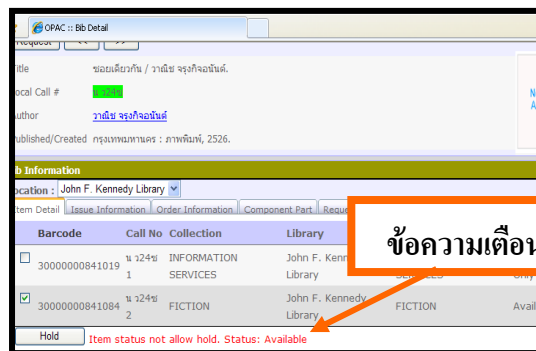 OPAC :: Bib Detail
Request << >>
Title ซอยเดียวกัน / วาณิช จรุงกิจอนันต์.
Local Call # น ว24ซ
Author วาณิช จรุงกิจอนันต์
Published/Created กรุงเทพมหานคร : ภาพพิมพ์, 2526.
Bib Information
Location : John F. Kennedy Library
Item Detail Issue Information Order Information Component Part
Barcode Call No Collection Library
30000000841019 น ว24ซ 1 INFORMATION SERVICES John F. Kennedy Library
30000000841084 น ว24ซ 2 FICTION John F. Kennedy Library FICTION
ข้อความเตือน
Hold Item status not allow hold. Status: Available